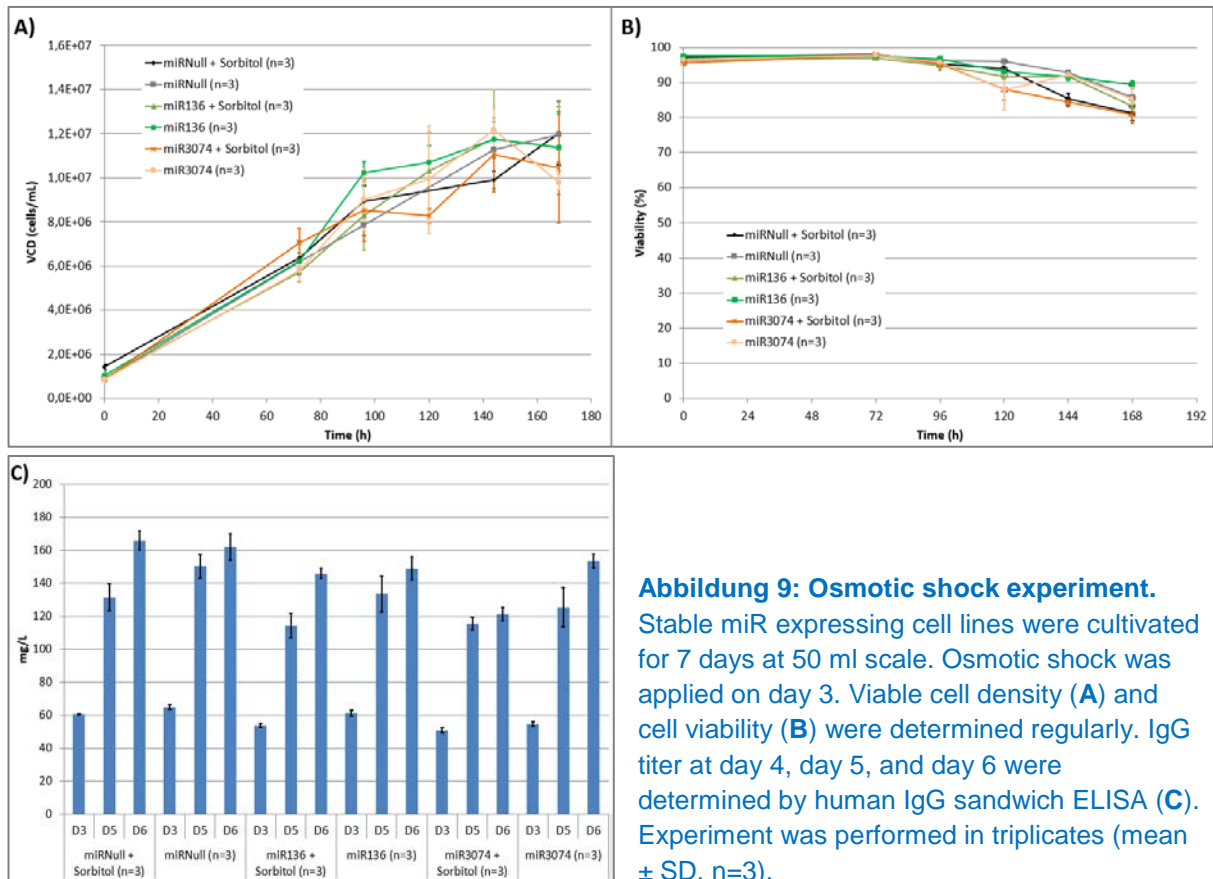 A)
1,6E+07
1,4E+07
1,2E+07
1,0E+07
8,0E+06
6,0E+06
4,0E+06
2,0E+06
0,0E+00
VCD (cells/mL)
miRNull + Sorbitol (n=3)
miRNull (n=3)
miR136 + Sorbitol (n=3)
miR136 (n=3)
miR3074 + Sorbitol (n=3)
miR3074 (n=3)
0 20 40 60 80 100 120 140 160 180
Time (h)
B)
100
90
80
70
60
50
40
30
20
10
0
Viability (%)
miRNull + Sorbitol (n=3)
miRNull (n=3)
miR136 + Sorbitol (n=3)
miR136 (n=3)
miR3074 + Sorbitol (n=3)
miR3074 (n=3)
0 24 48 72 96 120 144 168 192
Time (h)
C)
200
180
160
140
120
100
80
60
40
20
0
mg/L
D3 D5 D6 D3 D5 D6 D3 D5 D6 D3 D5 D6 D3 D5 D6 D3 D5 D6
miRNull + miRNull (n=3) miR136 + miR136 (n=3) miR3074 + miR3074 (n=3)
Sorbitol (n=3) Sorbitol (n=3) Sorbitol (n=3)
Abbildung 9: Osmotic shock experiment.
Stable miR expressing cell lines were cultivated
for 7 days at 50 ml scale. Osmotic shock was
applied on day 3. Viable cell density (A) and
cell viability (B) were determined regularly. IgG
titer at day 4, day 5, and day 6 were
determined by human IgG sandwich ELISA (C).
Experiment was performed in triplicates (mean
± SD, n=3).